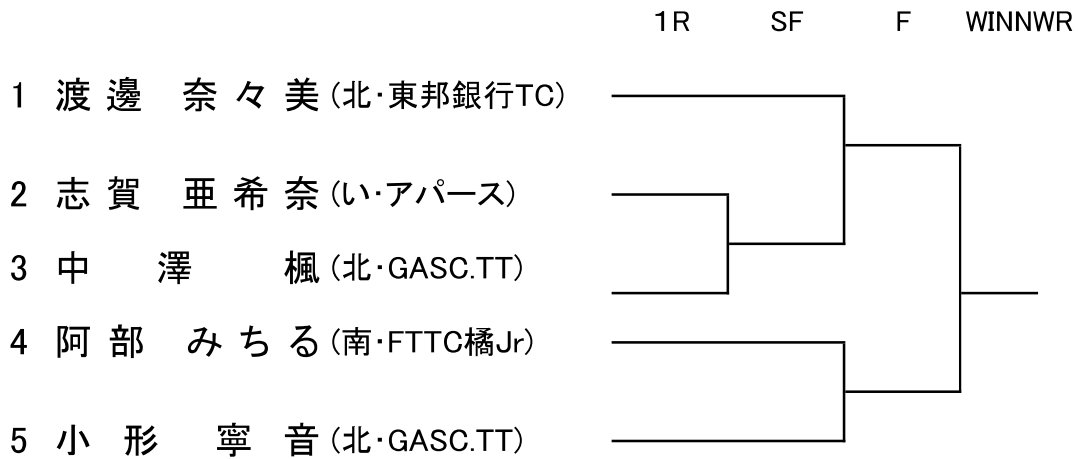 1R SF F WINNWR
1 渡邊 奈々美 (北・東邦銀行TC)
2 志賀 亜希奈 (い・アパース)
3 中澤 楓 (北・GASC.TT)
4 阿部 みちる (南・FTTC橘Jr)
5 小形 寧音 (北・GASC.TT)